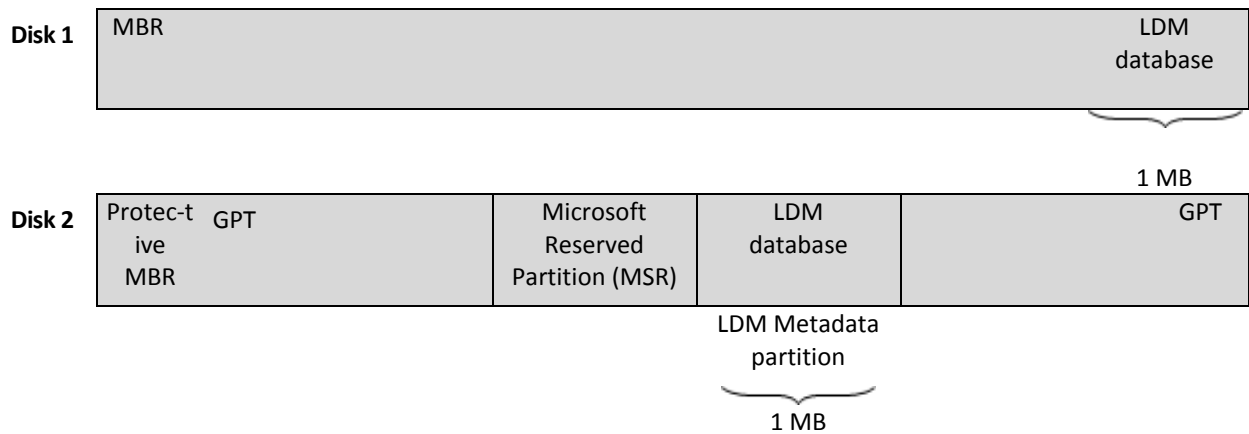 Disk 1
MBR
LDM
database
1 MB
Disk 2
Protec-t
ive
MBR
GPT
Microsoft
Reserved
Partition (MSR)
LDM
database
GPT
LDM Metadata
partition
1 MB